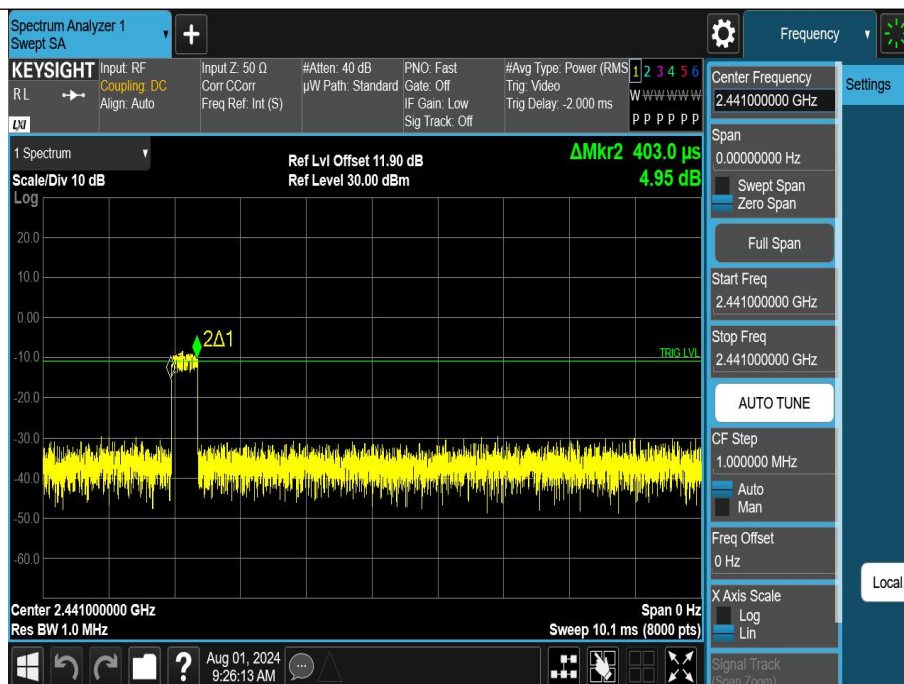 Spectrum Analyzer 1
Swept SA
+
Frequency
KEYSIGHT
RL
LXI
Input: RF
Coupling: DC
Align: Auto
Input Z: 50 Ω
Corr CCorr
Freq Ref: Int (S)
#Atten: 40 dB
µW Path: Standard
PNO: Fast
Gate: Off
IF Gain: Low
Sig Track: Off
#Avg Type: Power (RMS
Trig: Video
Trig Delay: -2.000 ms
1 2 3 4 5 6
W W W W W W
P P P P P P
1 Spectrum
Scale/Div 10 dB
Ref Lvl Offset 11.90 dB
Ref Level 30.00 dBm
ΔMkr2 403.0 µs
4.95 dB
Log
20.0
10.0
0.00
-10.0
-20.0
-30.0
-40.0
-50.0
-60.0
2Δ1
TRIG LVL
Center 2.441000000 GHz
Res BW 1.0 MHz
Span 0 Hz
Sweep 10.1 ms (8000 pts)
Aug 01, 2024
9:26:13 AM
?
Center Frequency
2.441000000 GHz
Span
0.00000000 Hz
Swept Span
Zero Span
Full Span
Start Freq
2.441000000 GHz
Stop Freq
2.441000000 GHz
AUTO TUNE
CF Step
1.000000 MHz
Auto
Man
Freq Offset
0 Hz
X Axis Scale
Log
Lin
Signal Track
(Span Zoom)
Settings
Local